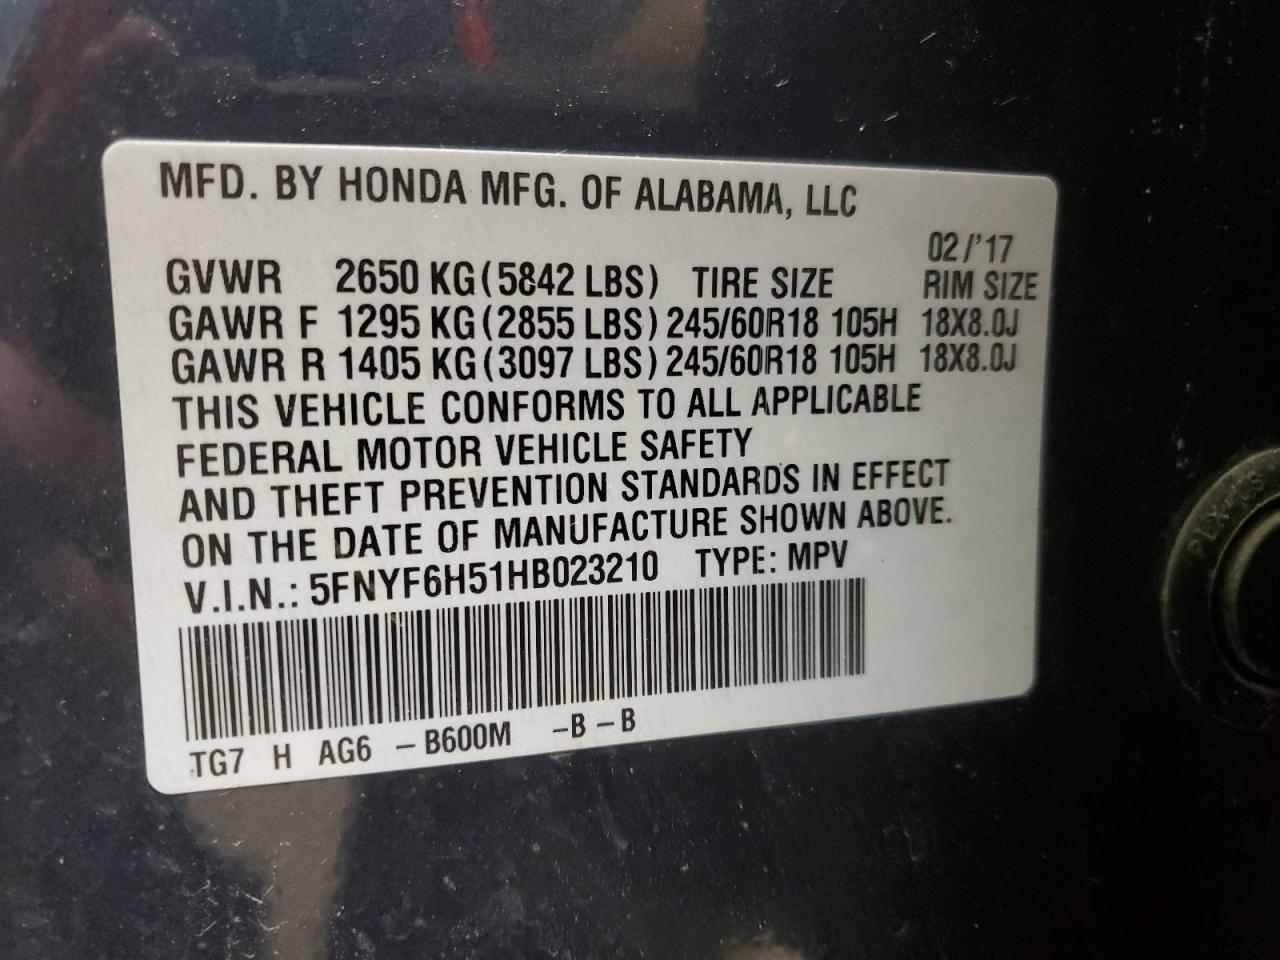 MFD. BY HONDA MFG. OF ALABAMA, LLC
02/'17
GVWR 2650 KG (5842 LBS) TIRE SIZE RIM SIZE
GAWR F 1295 KG (2855 LBS) 245/60R18 105H 18X8.0J
GAWR R 1405 KG (3097 LBS) 245/60R18 105H 18X8.0J
THIS VEHICLE CONFORMS TO ALL APPLICABLE
FEDERAL MOTOR VEHICLE SAFETY
AND THEFT PREVENTION STANDARDS IN EFFECT
ON THE DATE OF MANUFACTURE SHOWN ABOVE.
V.I.N.: 5FNYF6H51HB023210 TYPE: MPV
TG7 H AG6 – B600M –B – B